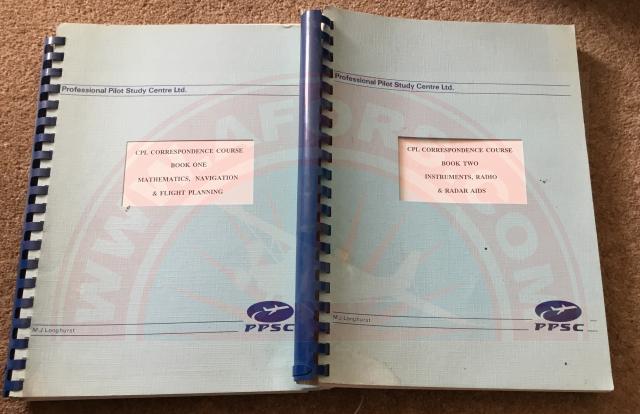 Professional Pilot Study Centre Ltd.
CPL CORRESPONDENCE COURSE
BOOK ONE
MATHEMATICS, NAVIGATION
& FLIGHT PLANNING
M J Longhurst
PPSC
Professional Pilot Study Centre Ltd.
CPL CORRESPONDENCE COURSE
BOOK TWO
INSTRUMENTS, RADIO
& RADAR AIDS
M J Longhurst
PPSC